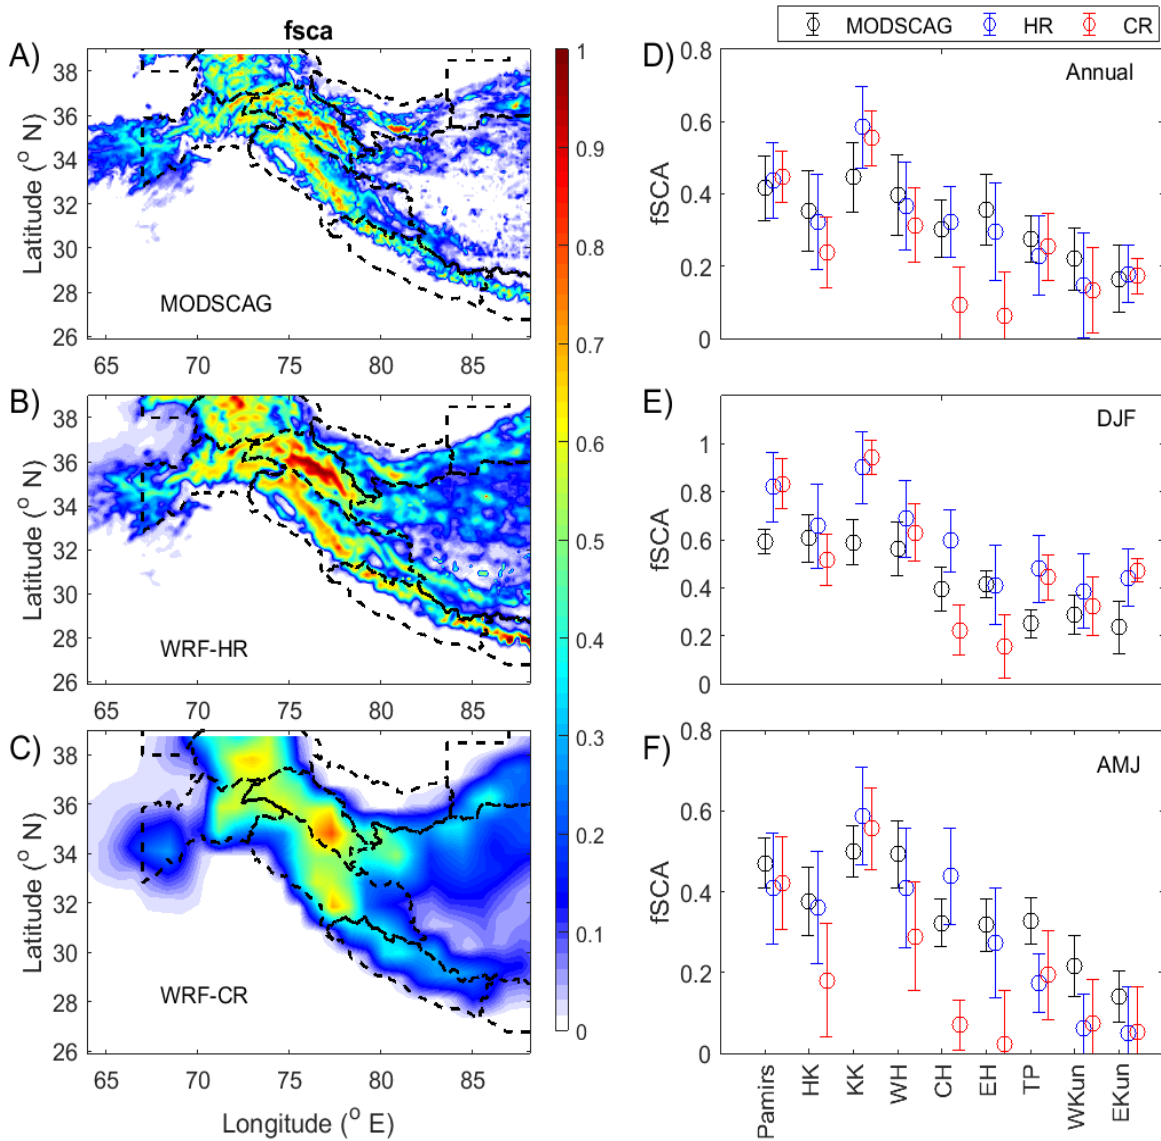 MODSCAG HR CR
fsca
A)
38
36
34
32
30
28
26
Latitude (° N)
MODSCAG
65 70 75 80 85
B)
38
36
34
32
30
28
26
Latitude (° N)
WRF-HR
65 70 75 80 85
C)
38
36
34
32
30
28
26
Latitude (° N)
WRF-CR
65 70 75 80 85
Longitude (° E)
1
0.9
0.8
0.7
0.6
0.5
0.4
0.3
0.2
0.1
0
D)
0.8
0.6
0.4
0.2
0
fSCA
Annual
E)
1
0.8
0.6
0.4
0.2
0
fSCA
DJF
F)
0.8
0.6
0.4
0.2
0
fSCA
AMJ
Pamirs
HK
KK
WH
CH
EH
TP
WKun
EKun